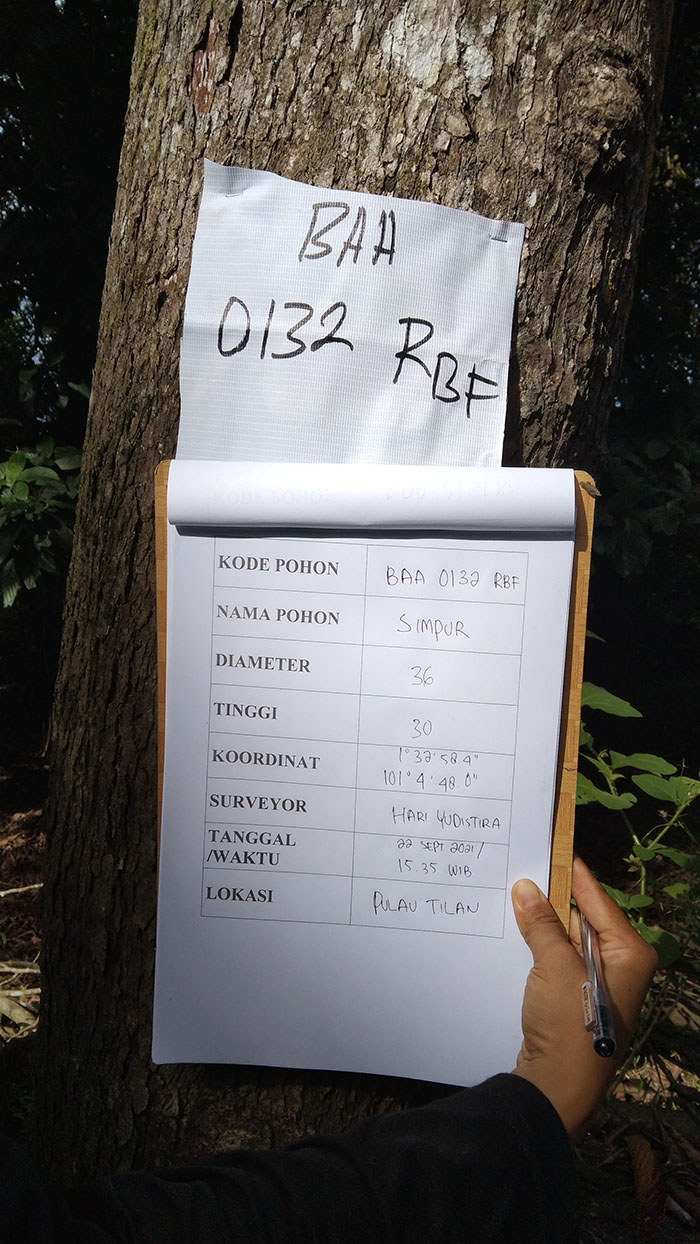 BAA
0132 RBF
KODE POHON BAA 0132 RBF
NAMA POHON SIMPUR
DIAMETER 36
TINGGI 30
KOORDINAT 1°32'58.4"
101°4'48.0"
SURVEYOR HARI YUDISTIRA
TANGGAL 22 SEPT 2021/
/WAKTU 15.35 WIB
LOKASI PULAU TILAN